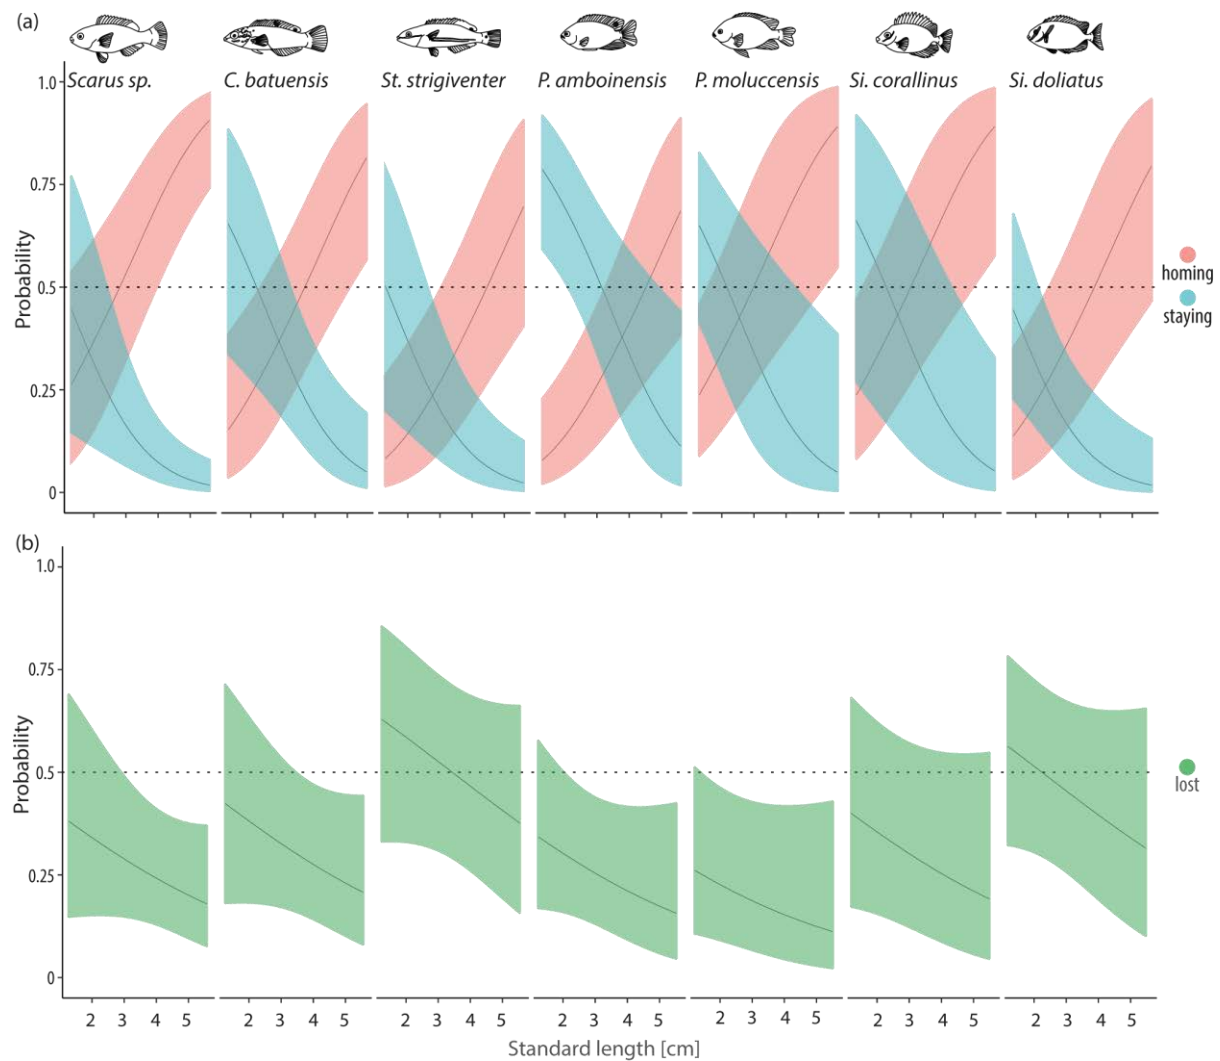 (a)
Scarus sp. C. batuensis St. strigiventer P. amboinensis P. moluccensis Si. corallinus Si. doliatus
1.0
0.75
0.5
0.25
0
Probability
homing
staying
(b)
1.0
0.75
0.5
0.25
0
Probability
lost
2 3 4 5 2 3 4 5 2 3 4 5 2 3 4 5 2 3 4 5 2 3 4 5 2 3 4 5
Standard length [cm]